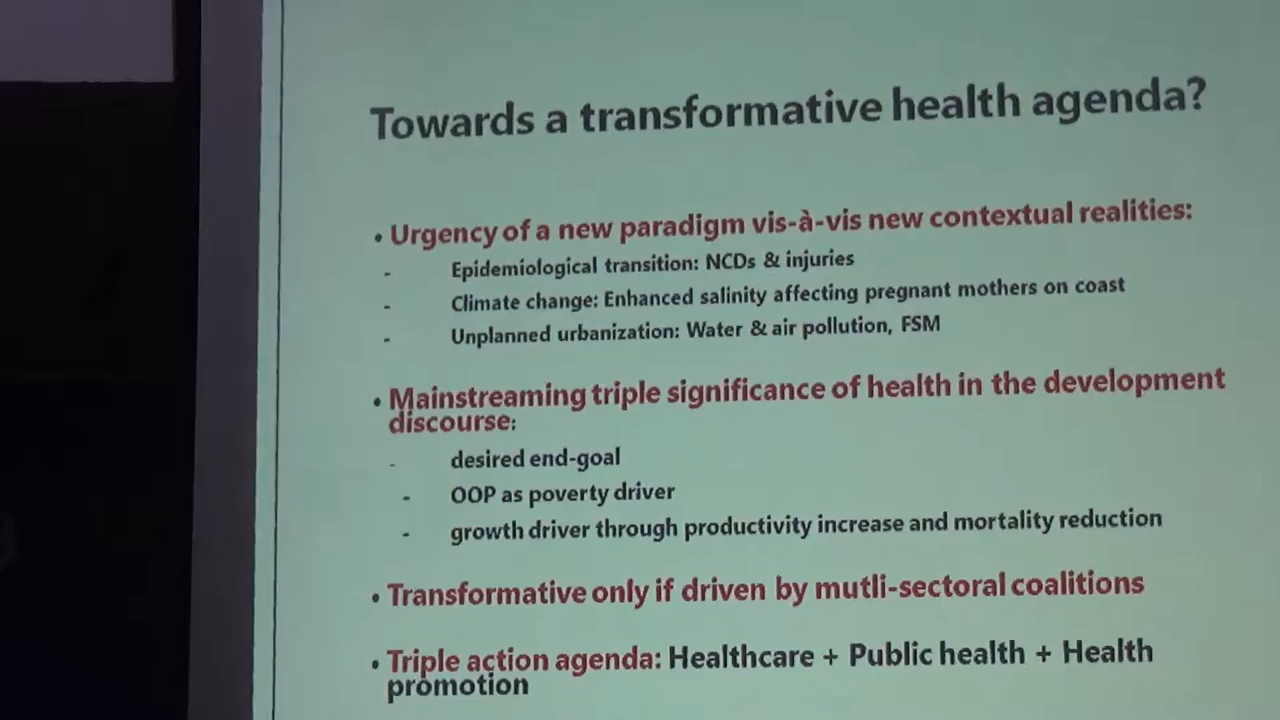 Towards a transformative health agenda?
• Urgency of a new paradigm vis-à-vis new contextual realities:
- Epidemiological transition: NCDs & injuries
- Climate change: Enhanced salinity affecting pregnant mothers on coast
- Unplanned urbanization: Water & air pollution, FSM
• Mainstreaming triple significance of health in the development
discourse:
- desired end-goal
- OOP as poverty driver
- growth driver through productivity increase and mortality reduction
• Transformative only if driven by mutli-sectoral coalitions
• Triple action agenda: Healthcare + Public health + Health
promotion